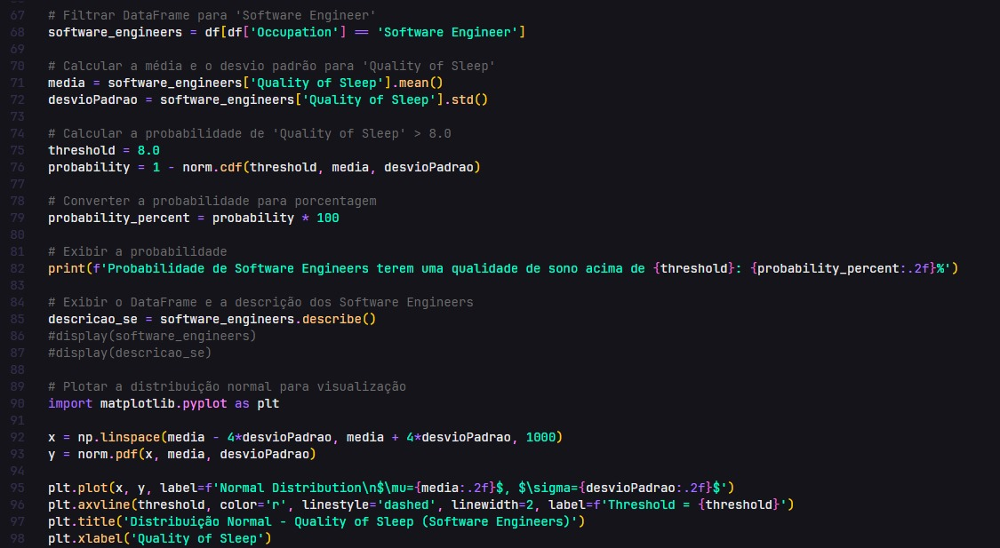 67 # Filtrar DataFrame para 'Software Engineer'
68 software_engineers = df[df['Occupation'] == 'Software Engineer']
69
70 # Calcular a média e o desvio padrão para 'Quality of Sleep'
71 media = software_engineers['Quality of Sleep'].mean()
72 desvioPadrao = software_engineers['Quality of Sleep'].std()
73
74 # Calcular a probabilidade de 'Quality of Sleep' > 8.0
75 threshold = 8.0
76 probability = 1 - norm.cdf(threshold, media, desvioPadrao)
77
78 # Converter a probabilidade para porcentagem
79 probability_percent = probability * 100
80
81 # Exibir a probabilidade
82 print(f'Probabilidade de Software Engineers terem uma qualidade de sono acima de {threshold}: {probability_percent:.2f}%')
83
84 # Exibir o DataFrame e a descrição dos Software Engineers
85 descricao_se = software_engineers.describe()
86 #display(software_engineers)
87 #display(descricao_se)
88
89 # Plotar a distribuição normal para visualização
90 import matplotlib.pyplot as plt
91
92 x = np.linspace(media - 4*desvioPadrao, media + 4*desvioPadrao, 1000)
93 y = norm.pdf(x, media, desvioPadrao)
94
95 plt.plot(x, y, label=f'Normal Distribution\n$\mu={media:.2f}$, $\sigma={desvioPadrao:.2f}$')
96 plt.axvline(threshold, color='r', linestyle='dashed', linewidth=2, label=f'Threshold = {threshold}')
97 plt.title('Distribuição Normal - Quality of Sleep (Software Engineers)')
98 plt.xlabel('Quality of Sleep')